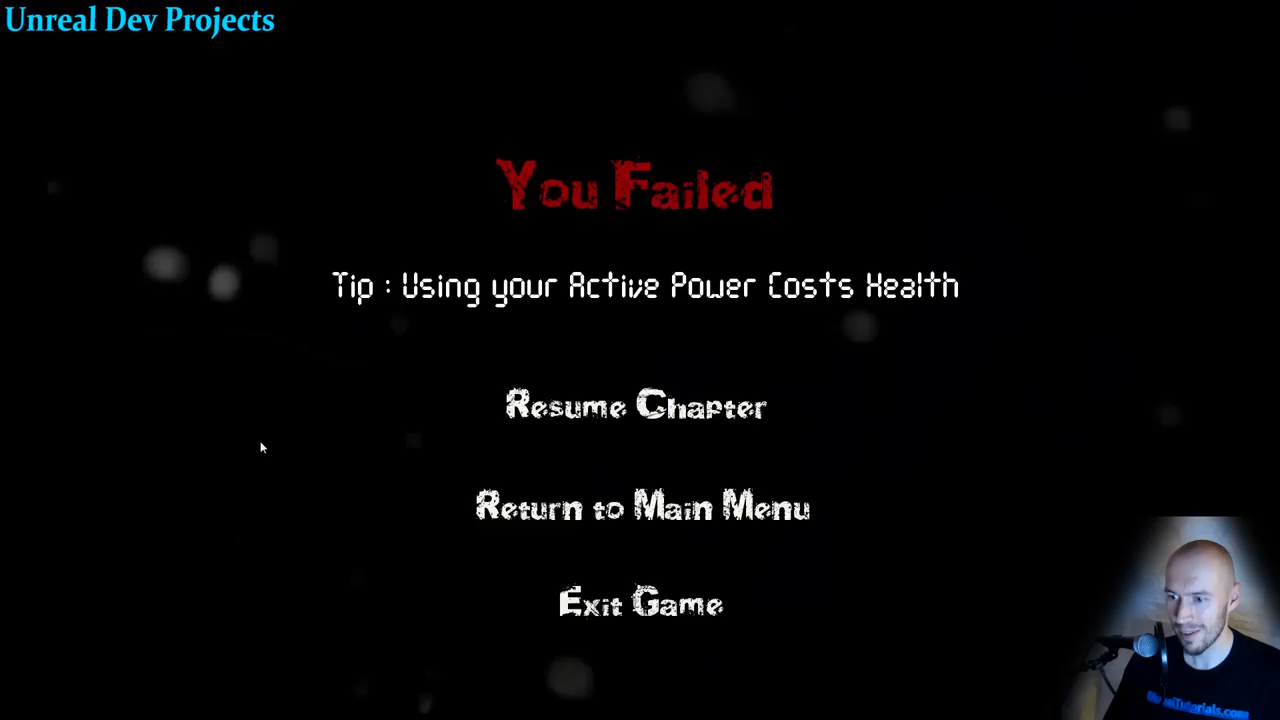 Unreal Dev Projects
You Failed
Tip : Using your Active Power Costs Health
Resume Chapter
Return to Main Menu
Exit Game